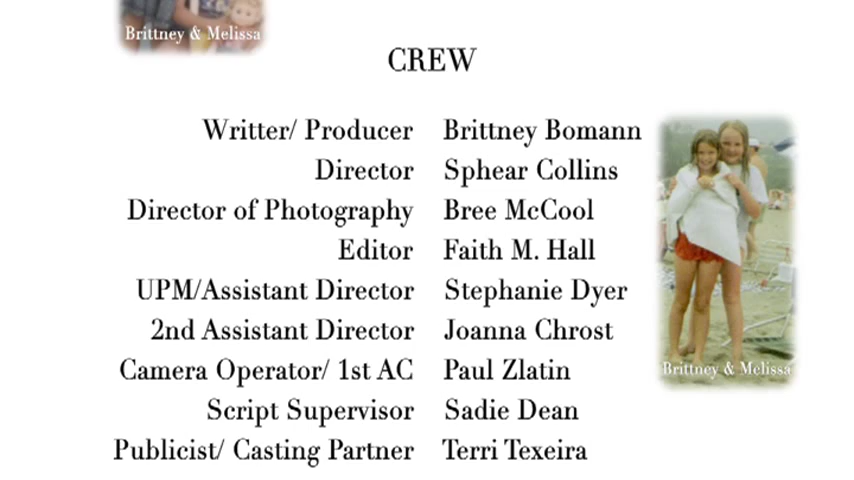 Brittney & Melissa
CREW
Writter/ Producer Brittney Bomann
Director Sphear Collins
Director of Photography Bree McCool
Editor Faith M. Hall
UPM/Assistant Director Stephanie Dyer
2nd Assistant Director Joanna Chrost
Camera Operator/ 1st AC Paul Zlatin
Brittney & Melissa
Script Supervisor Sadie Dean
Publicist/ Casting Partner Terri Texeira